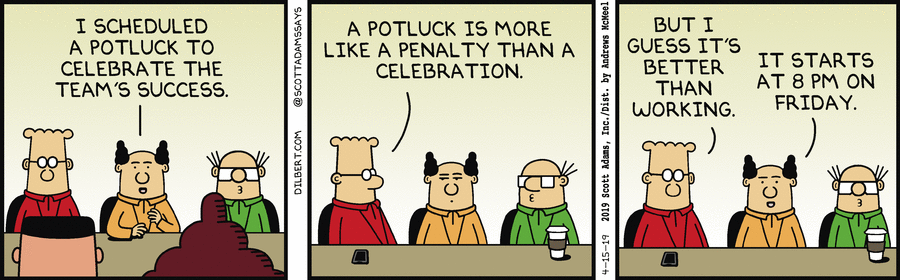 I SCHEDULED
A POTLUCK TO
CELEBRATE THE
TEAM'S SUCCESS.
DILBERT.COM @SCOTTADAMSSAYS
A POTLUCK IS MORE
LIKE A PENALTY THAN A
CELEBRATION.
4-15-19 2019 Scott Adams, Inc./Dist. by Andrews McMeel
BUT I
GUESS IT'S
BETTER
THAN
WORKING.
IT STARTS
AT 8 PM ON
FRIDAY.